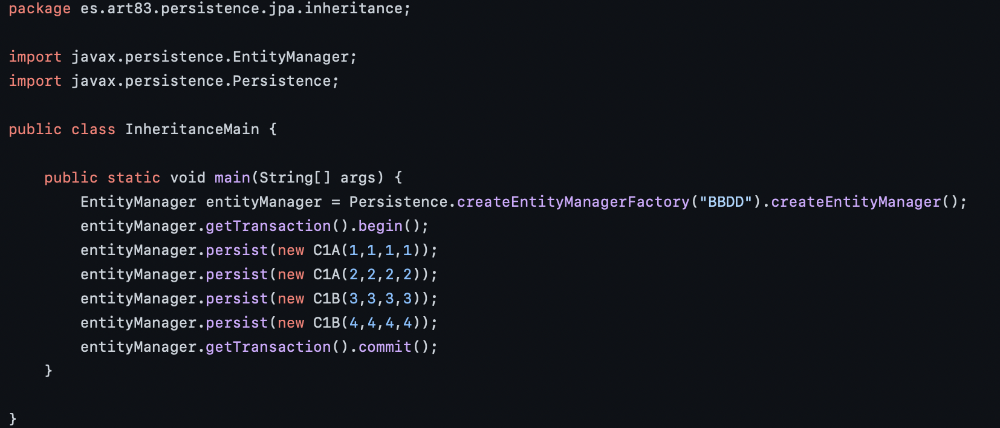 package es.art83.persistence.jpa.inheritance;
import javax.persistence.EntityManager;
import javax.persistence.Persistence;
public class InheritanceMain {
    public static void main(String[] args) {
        EntityManager entityManager = Persistence.createEntityManagerFactory("BBDD").createEntityManager();
        entityManager.getTransaction().begin();
        entityManager.persist(new C1A(1,1,1,1));
        entityManager.persist(new C1A(2,2,2,2));
        entityManager.persist(new C1B(3,3,3,3));
        entityManager.persist(new C1B(4,4,4,4));
        entityManager.getTransaction().commit();
    }
}